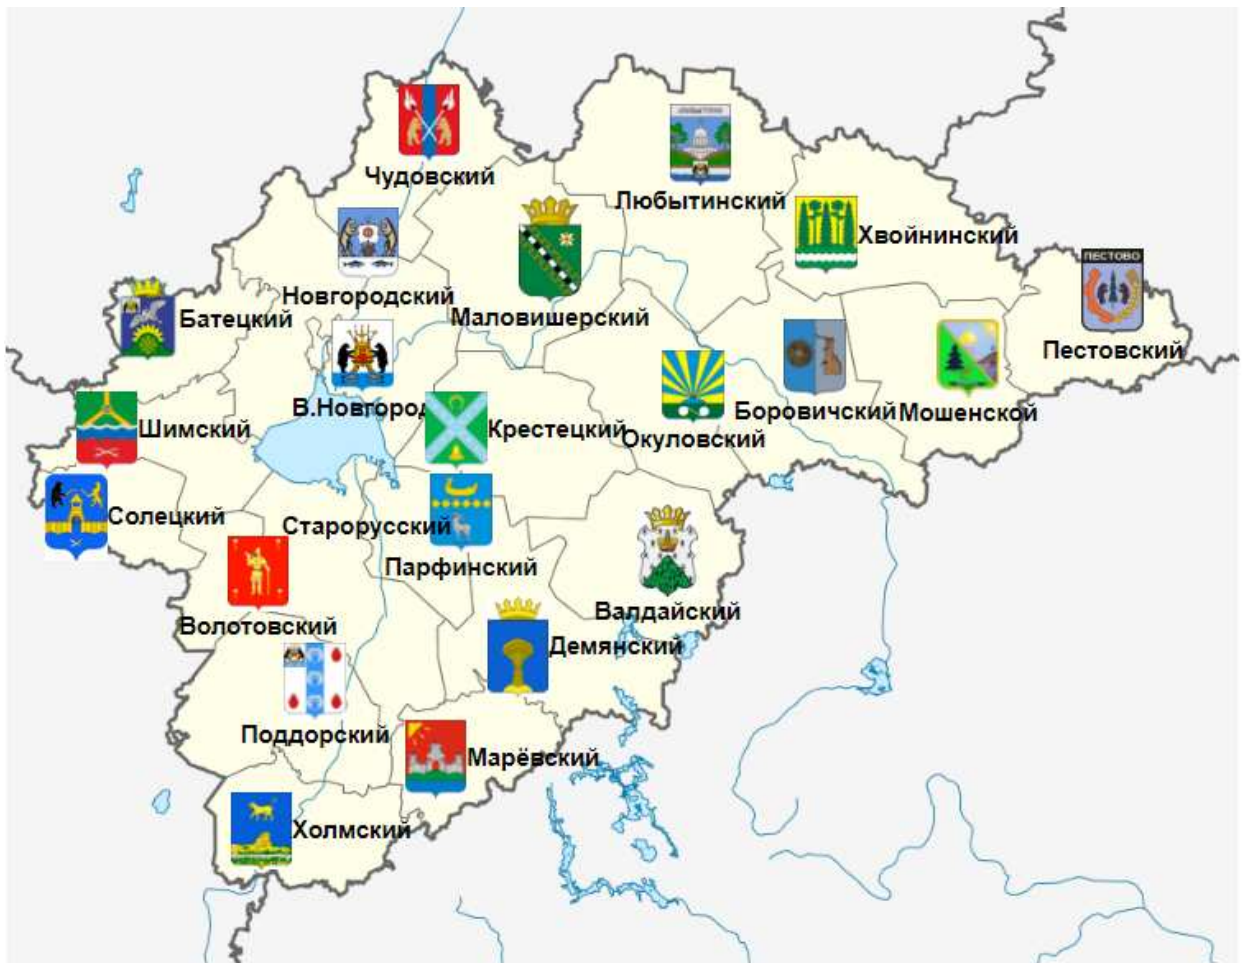 Чудовский
Любытинский
Хвойнинский
ПЕСТОВО
Новгородский
Батецкий
Маловишерский
Пестовский
В.Новгород
Шимский
Крестецкий
Окуловский
Боровичский
Мошенской
Солецкий
Старорусский
Парфинский
Волотовский
Валдайский
Демянский
Поддорский
Марёвский
Холмский